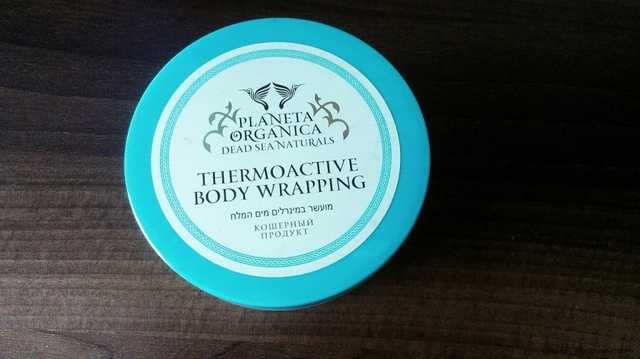 PLANETA
ORGANICA
DEAD SEA NATURALS
THERMOACTIVE
BODY WRAPPING
מועשר במינרלים מים המלח
КОШЕРНЫЙ
ПРОДУКТ